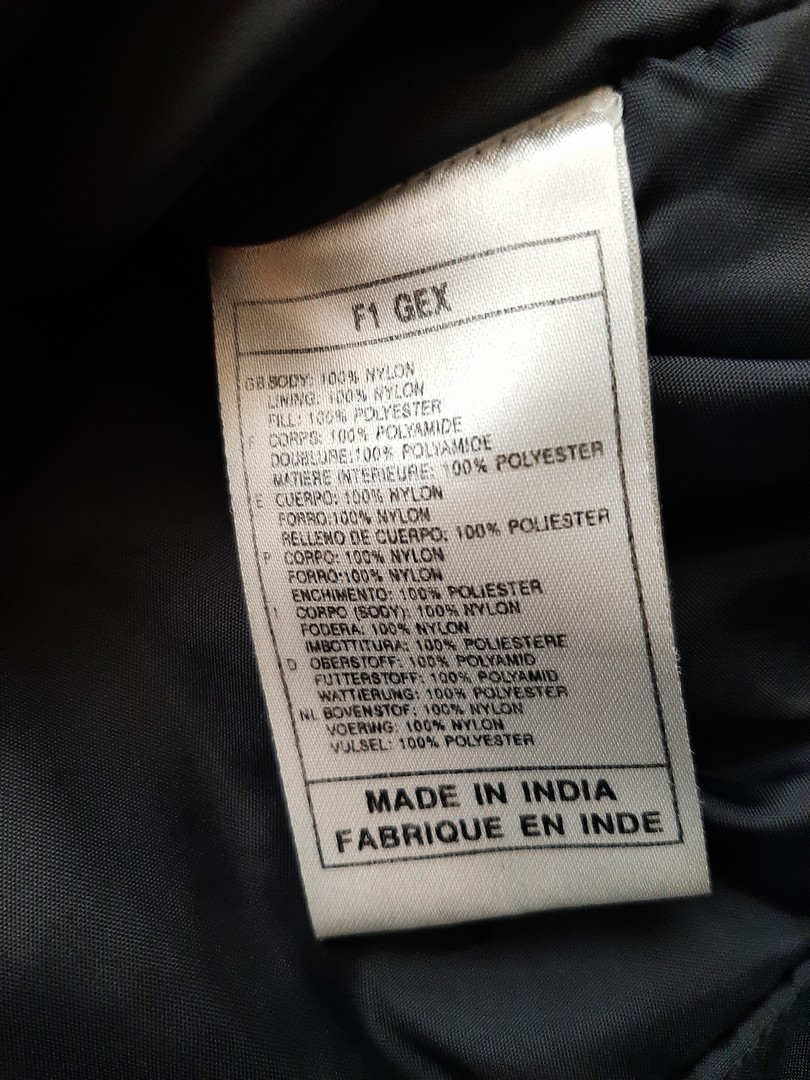 F1 GEX
GB BODY: 100% NYLON
LINING: 100% NYLON
FILL: 100% POLYESTER
F CORPS: 100% POLYAMIDE
DOUBLURE:100% POLYAMIDE
MATIERE INTERIEURE: 100% POLYESTER
E CUERPO: 100% NYLON
FORRO:100% NYLON
RELLENO DE CUERPO: 100% POLIESTER
P CORPO: 100% NYLON
FORRO:100% NYLON
ENCHIMENTO: 100% POLIESTER
I CORPO (BODY): 100% NYLON
FODERA: 100% NYLON
IMBOTTITURA: 100% POLIESTERE
D OBERSTOFF: 100% POLYAMID
FUTTERSTOFF: 100% POLYAMID
WATTIERUNG: 100% POLYESTER
NL BOVENSTOF: 100% NYLON
VOERING: 100% NYLON
VULSEL: 100% POLYESTER
MADE IN INDIA
FABRIQUE EN INDE